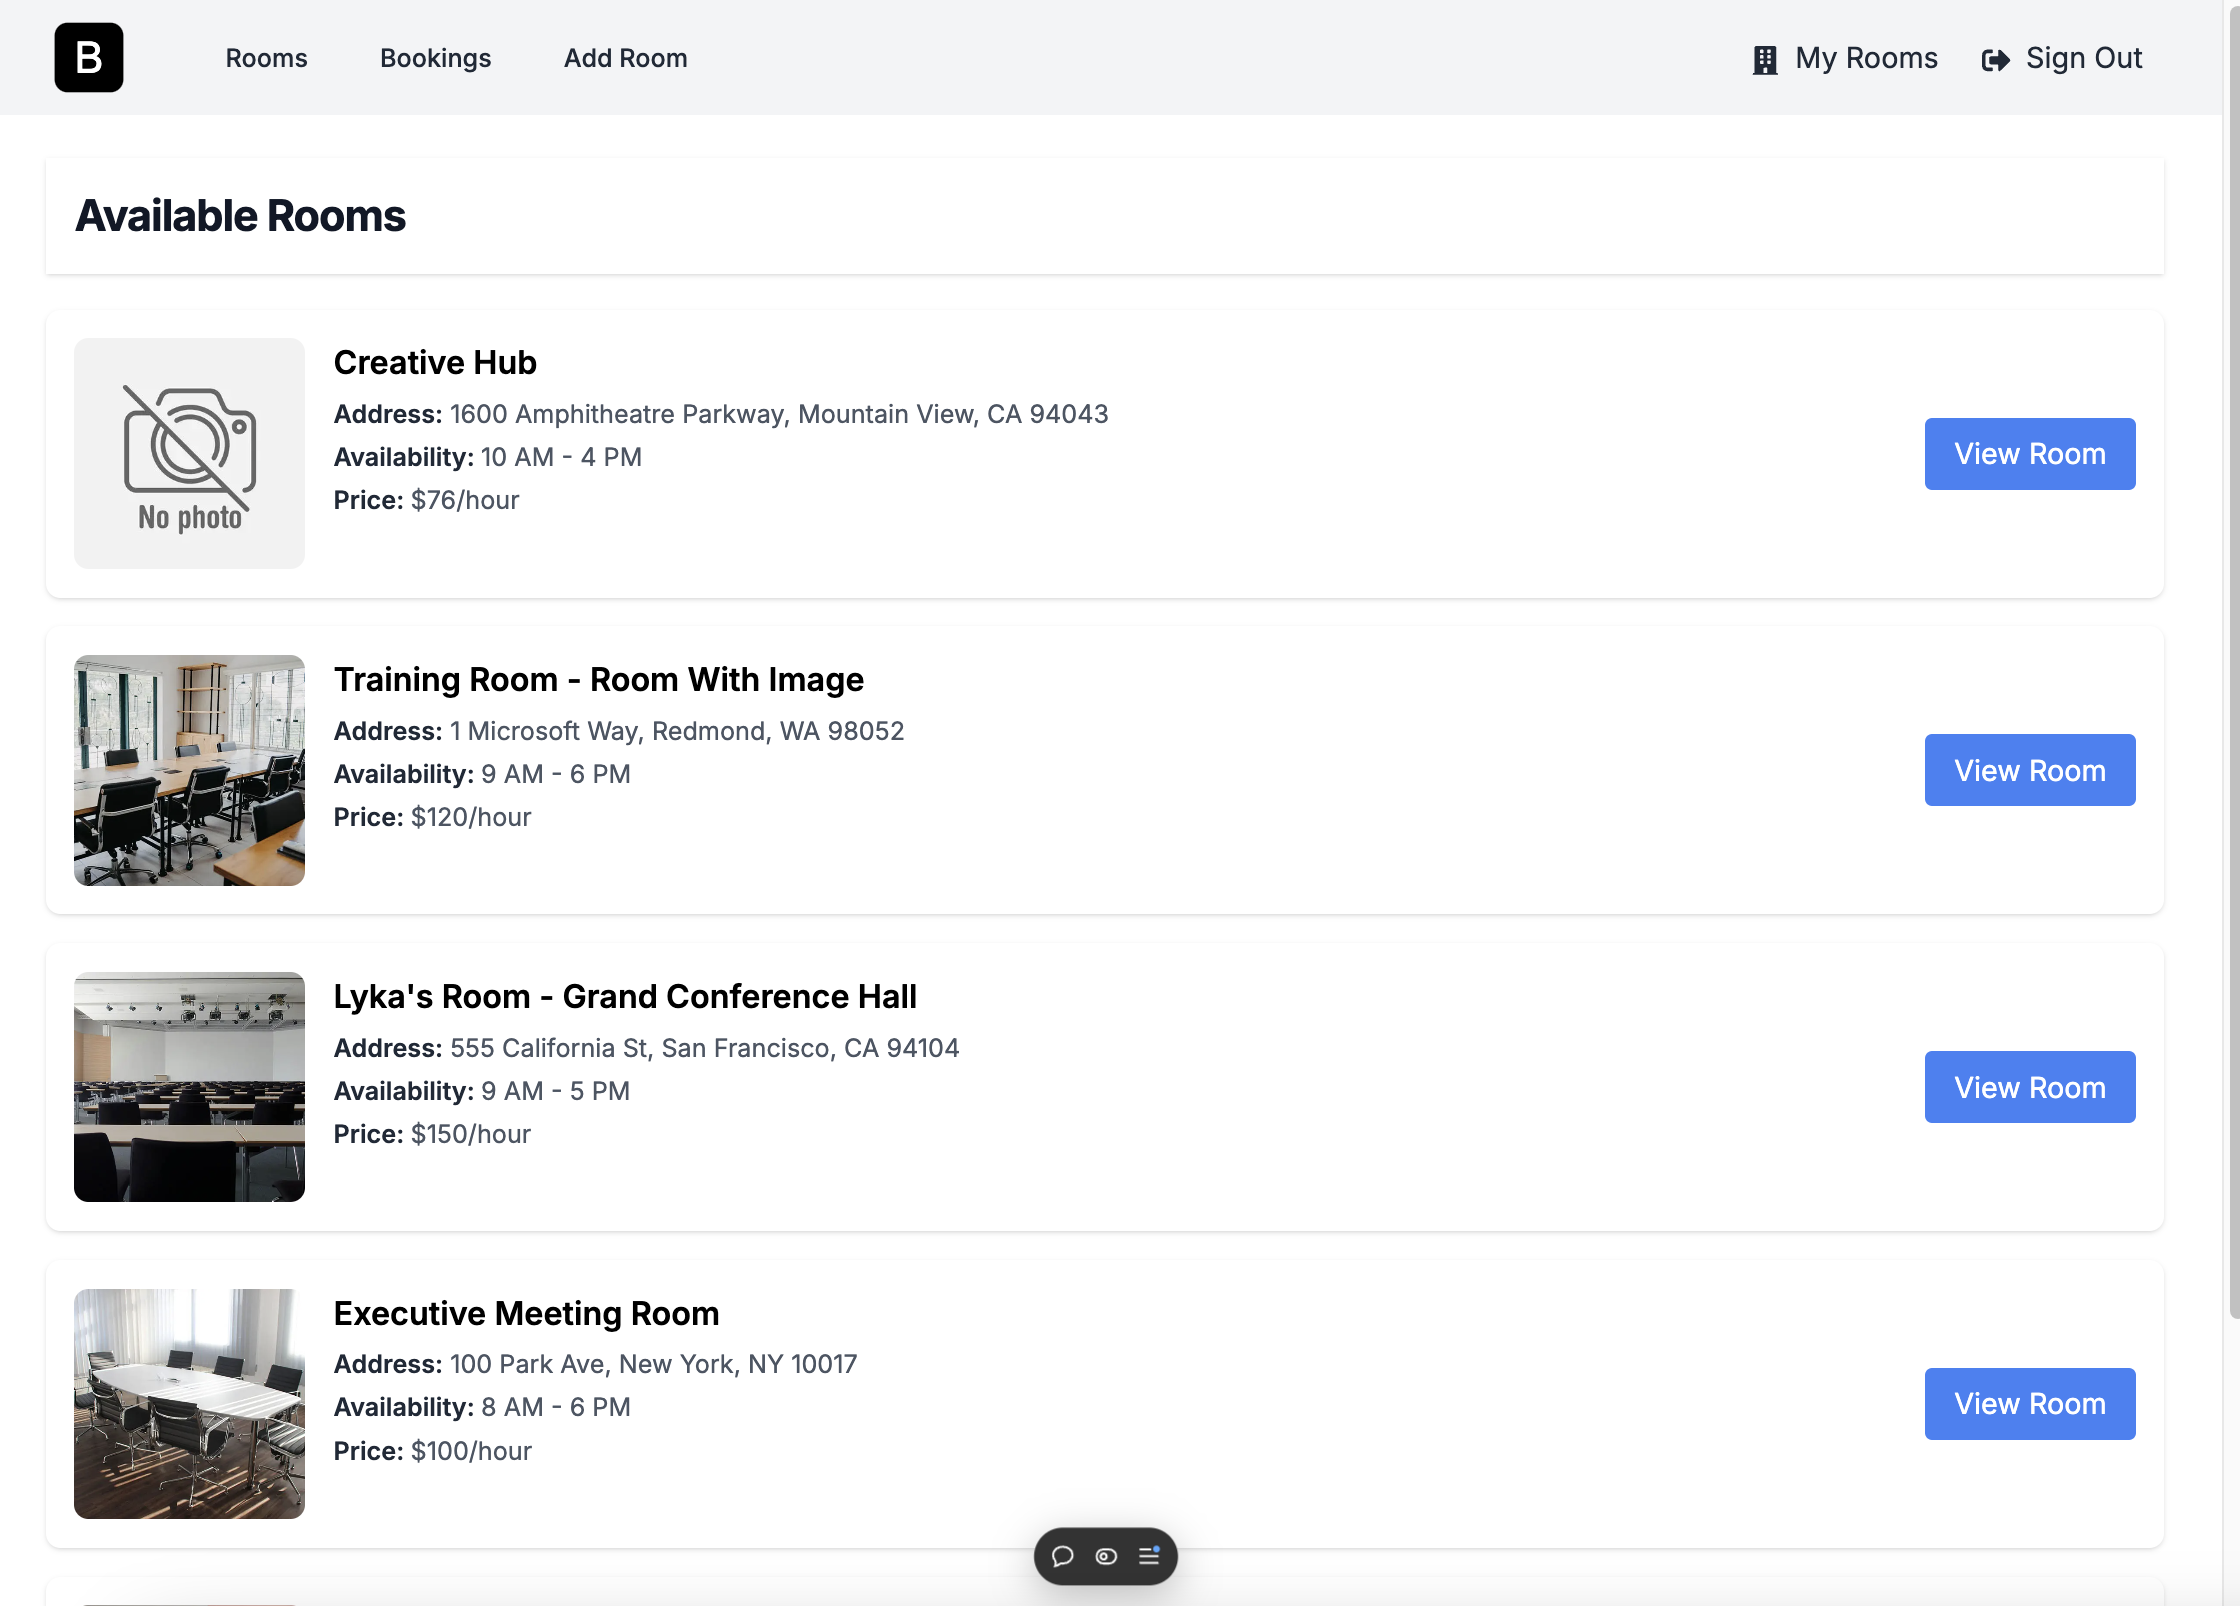 B
Rooms
Bookings
Add Room
My Rooms
Sign Out
Available Rooms
No photo
Creative Hub
Address: 1600 Amphitheatre Parkway, Mountain View, CA 94043
Availability: 10 AM - 4 PM
Price: $76/hour
View Room
Training Room - Room With Image
Address: 1 Microsoft Way, Redmond, WA 98052
Availability: 9 AM - 6 PM
Price: $120/hour
View Room
Lyka's Room - Grand Conference Hall
Address: 555 California St, San Francisco, CA 94104
Availability: 9 AM - 5 PM
Price: $150/hour
View Room
Executive Meeting Room
Address: 100 Park Ave, New York, NY 10017
Availability: 8 AM - 6 PM
Price: $100/hour
View Room